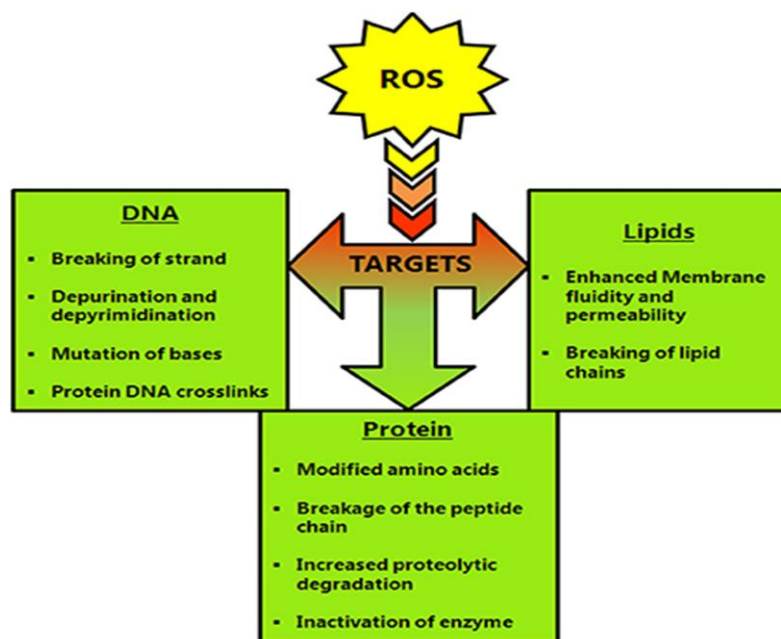 ROS
TARGETS
DNA
▪ Breaking of strand
▪ Depurination and
depyrimidination
▪ Mutation of bases
▪ Protein DNA crosslinks
Lipids
▪ Enhanced Membrane
fluidity and
permeability
▪ Breaking of lipid
chains
Protein
▪ Modified amino acids
▪ Breakage of the peptide
chain
▪ Increased proteolytic
degradation
▪ Inactivation of enzyme